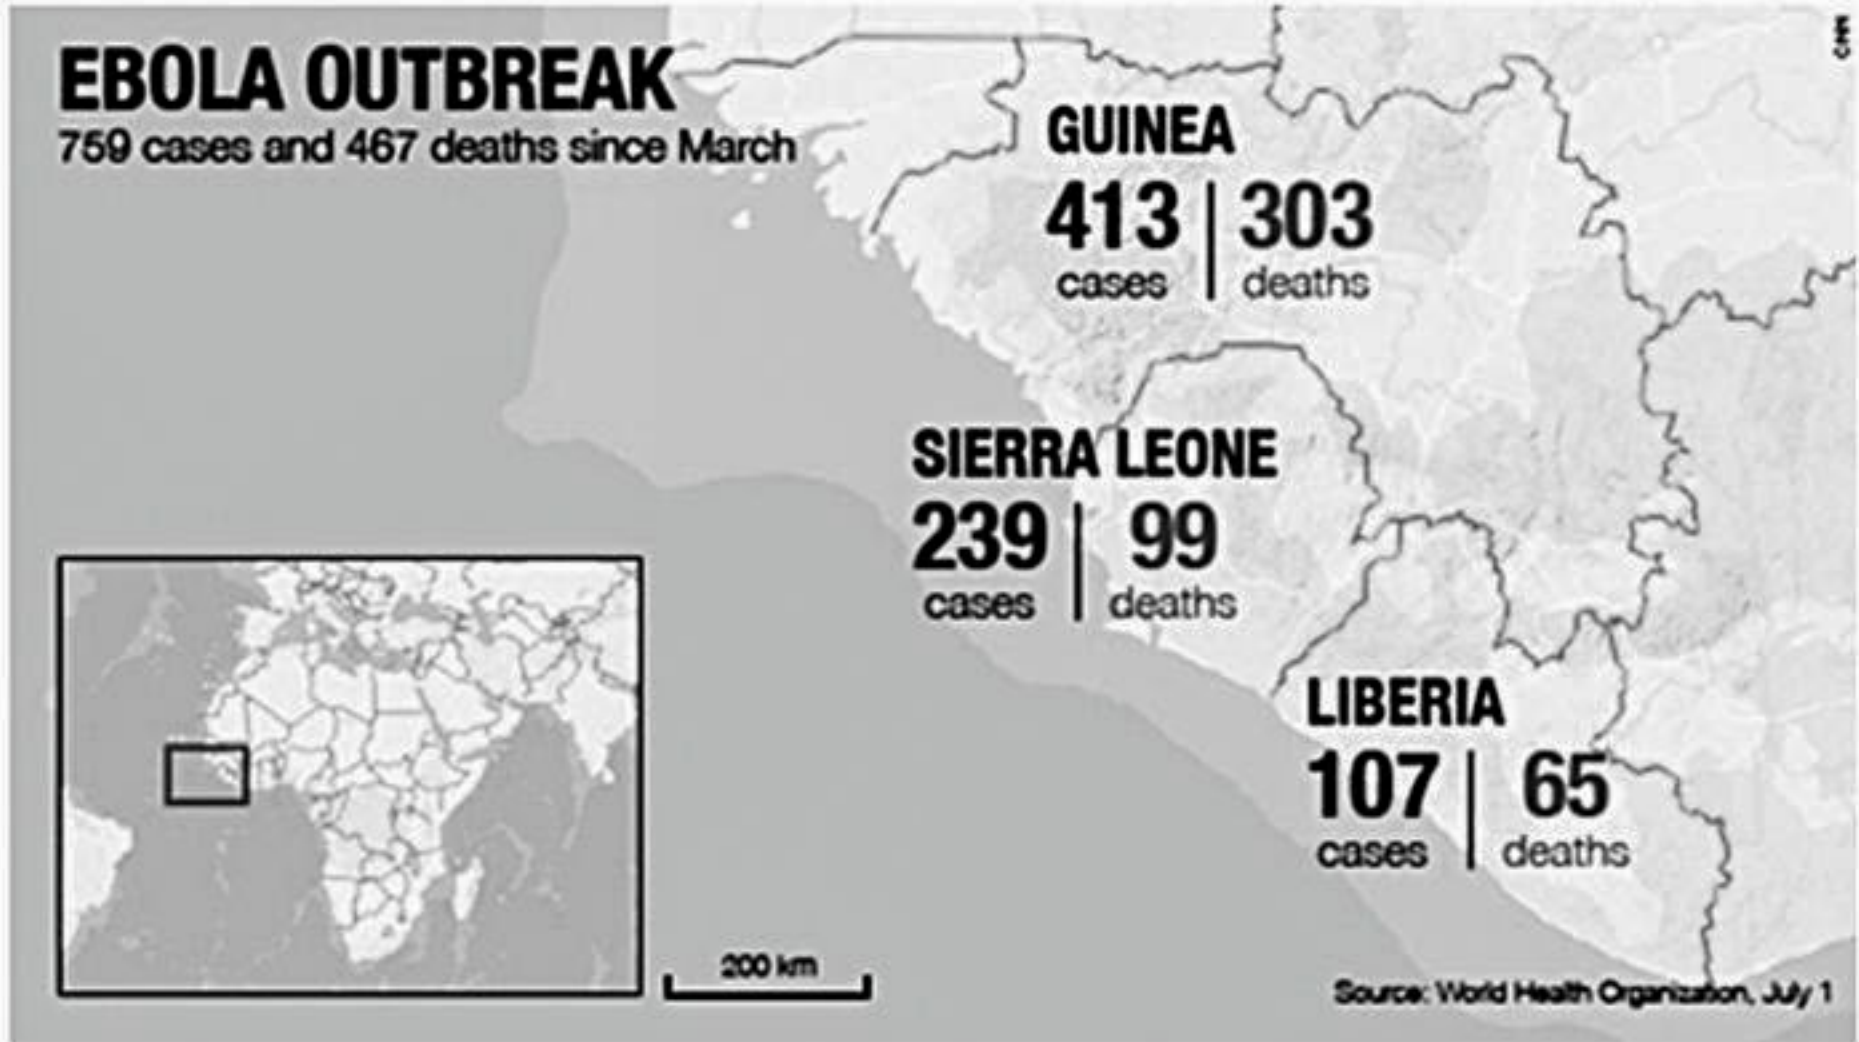 EBOLA OUTBREAK
759 cases and 467 deaths since March
CNN
GUINEA
413 303
cases deaths
SIERRA LEONE
239 99
cases deaths
LIBERIA
107 65
cases deaths
200 km
Source: World Health Organization, July 1